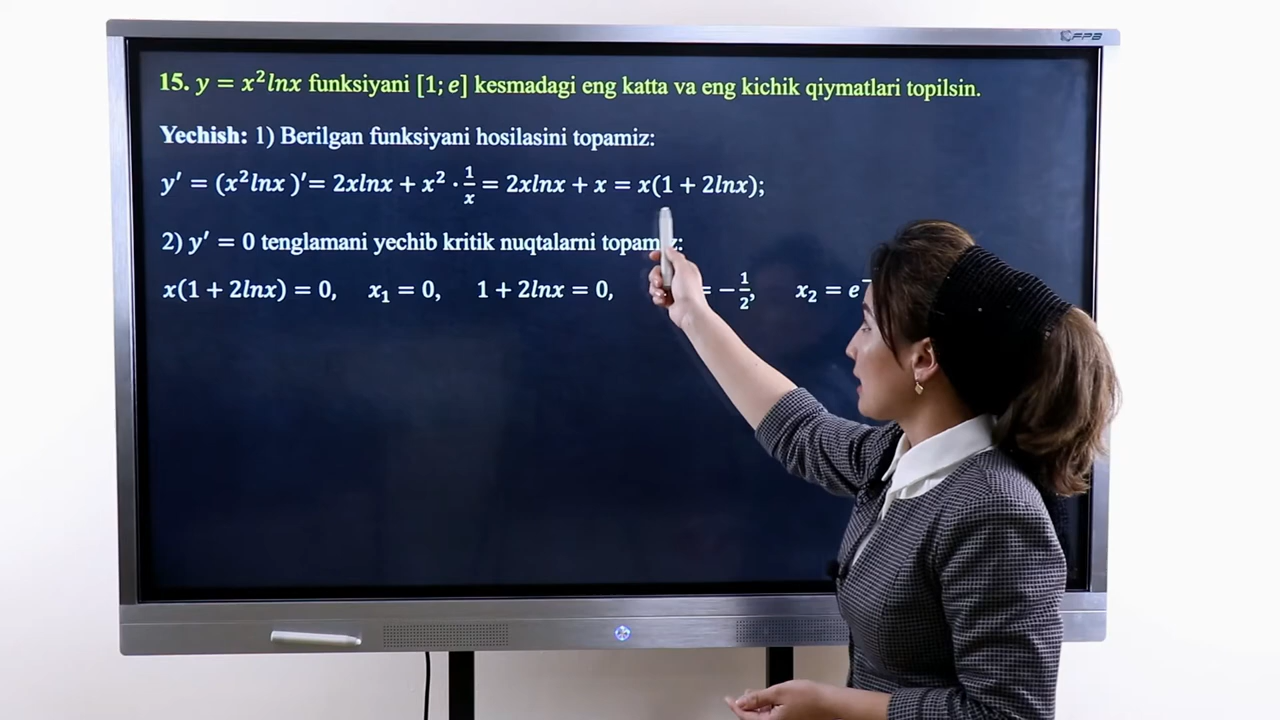 FPB
15. y = x²lnx funksiyani [1; e] kesmadagi eng katta va eng kichik qiymatlari topilsin.
Yechish: 1) Berilgan funksiyani hosilasini topamiz:
y′ = (x²lnx )′= 2xlnx + x² · 1/x = 2xlnx + x = x(1 + 2lnx);
2) y′ = 0 tenglamani yechib kritik nuqtalarni topamiz:
x(1 + 2lnx) = 0, x₁ = 0, 1 + 2lnx = 0, = −1/2, x₂ = e⁻